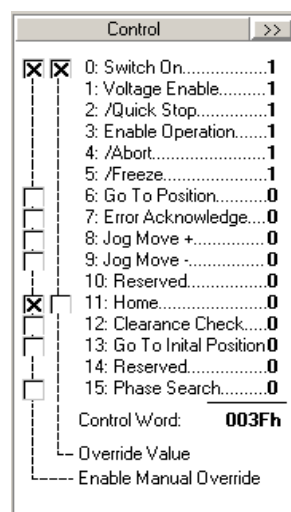 Control >>
0: Switch On.................1
1: Voltage Enable.........1
2: /Quick Stop...............1
3: Enable Operation.......1
4: /Abort........................1
5: /Freeze......................1
6: Go To Position...........0
7: Error Acknowledge....0
8: Jog Move +...............0
9: Jog Move -................0
10: Reserved.................0
11: Home.......................0
12: Clearance Check.....0
13: Go To Inital Position0
14: Reserved.................0
15: Phase Search.........0
Control Word: 003Fh
Override Value
Enable Manual Override